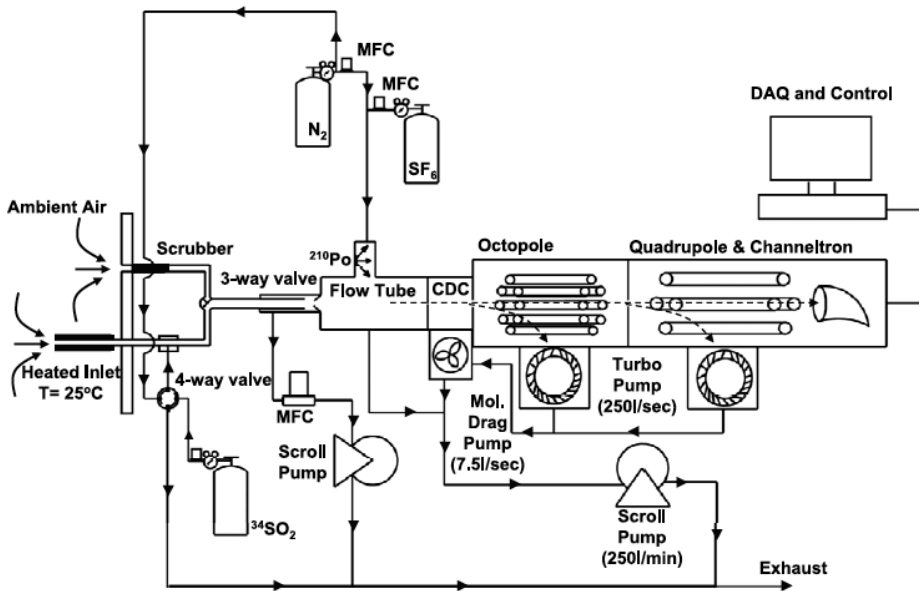 MFC
MFC
N2
SF6
DAQ and Control
Ambient Air
Scrubber
210Po
3-way valve
Flow Tube
CDC
Octopole
Quadrupole & Channeltron
Heated Inlet
T= 25ºC
4-way valve
MFC
Scroll
Pump
34SO2
Mol.
Drag
Pump
(7.5l/sec)
Turbo
Pump
(250l/sec)
Scroll
Pump
(250l/min)
Exhaust